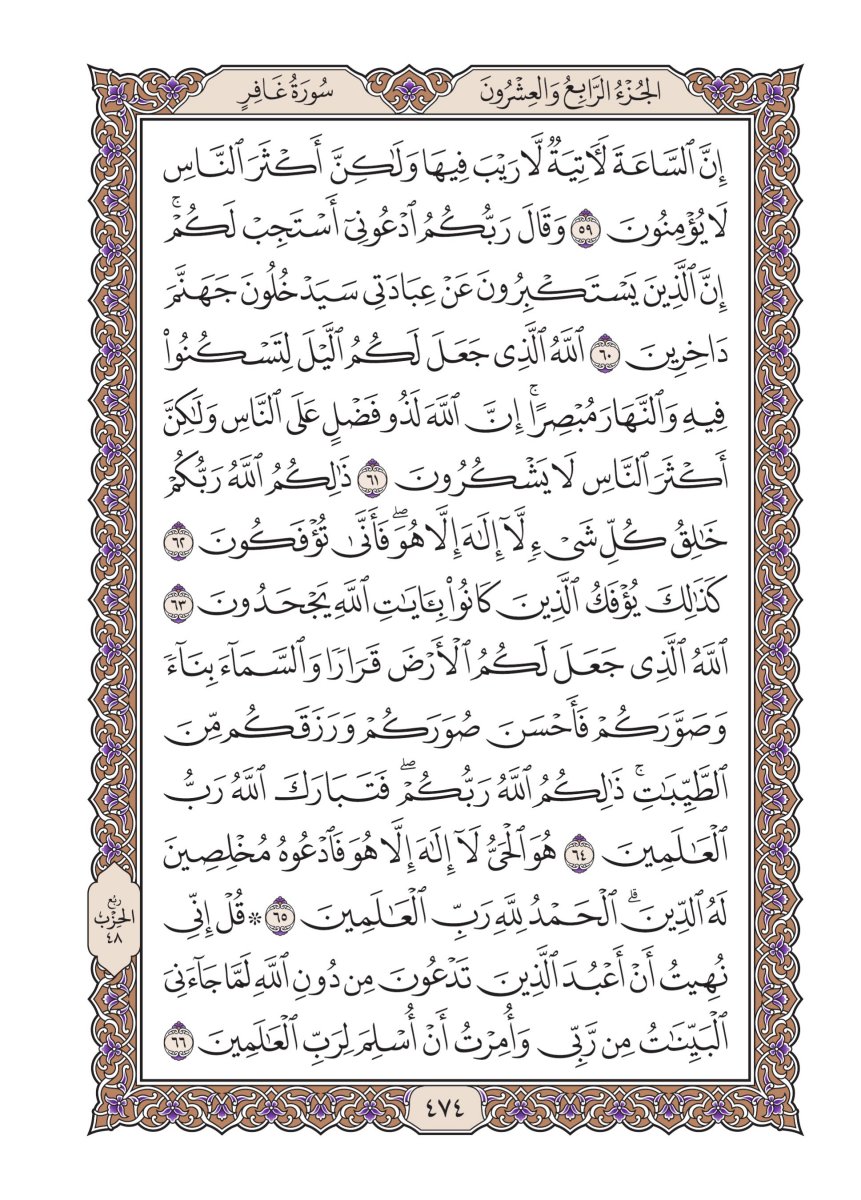 الجُزْءُ الرَّابِعُ وَالعِشْرُونَ
سُورَةُ غَافِرٍ
إِنَّ ٱلسَّاعَةَ لَأٓتِيَةٌ لَّا رَيْبَ فِيهَا وَلَٰكِنَّ أَكْثَرَ ٱلنَّاسِ
لَا يُؤْمِنُونَ ٥٩ وَقَالَ رَبُّكُمُ ٱدْعُونِيٓ أَسْتَجِبْ لَكُمْۚ
إِنَّ ٱلَّذِينَ يَسْتَكْبِرُونَ عَنْ عِبَادَتِي سَيَدْخُلُونَ جَهَنَّمَ
دَاخِرِينَ ٦٠ ٱللَّهُ ٱلَّذِي جَعَلَ لَكُمُ ٱلَّيْلَ لِتَسْكُنُواْ
فِيهِ وَٱلنَّهَارَ مُبْصِرًاۚ إِنَّ ٱللَّهَ لَذُو فَضْلٍ عَلَى ٱلنَّاسِ وَلَٰكِنَّ
أَكْثَرَ ٱلنَّاسِ لَا يَشْكُرُونَ ٦١ ذَٰلِكُمُ ٱللَّهُ رَبُّكُمْ
خَٰلِقُ كُلِّ شَيْءٍ لَّآ إِلَٰهَ إِلَّا هُوَۖ فَأَنَّىٰ تُؤْفَكُونَ ٦٢
كَذَٰلِكَ يُؤْفَكُ ٱلَّذِينَ كَانُواْ بِـَٔايَٰتِ ٱللَّهِ يَجْحَدُونَ ٦٣
ٱللَّهُ ٱلَّذِي جَعَلَ لَكُمُ ٱلْأَرْضَ قَرَارًا وَٱلسَّمَآءَ بِنَآءً
وَصَوَّرَكُمْ فَأَحْسَنَ صُوَرَكُمْ وَرَزَقَكُم مِّنَ
ٱلطَّيِّبَٰتِۚ ذَٰلِكُمُ ٱللَّهُ رَبُّكُمْۖ فَتَبَارَكَ ٱللَّهُ رَبُّ
ٱلْعَٰلَمِينَ ٦٤ هُوَ ٱلْحَيُّ لَآ إِلَٰهَ إِلَّا هُوَ فَٱدْعُوهُ مُخْلِصِينَ
لَهُ ٱلدِّينَۗ ٱلْحَمْدُ لِلَّهِ رَبِّ ٱلْعَٰلَمِينَ ٦٥ * قُلْ إِنِّي
نُهِيتُ أَنْ أَعْبُدَ ٱلَّذِينَ تَدْعُونَ مِن دُونِ ٱللَّهِ لَمَّا جَآءَنِيَ
ٱلْبَيِّنَٰتُ مِن رَّبِّي وَأُمِرْتُ أَنْ أُسْلِمَ لِرَبِّ ٱلْعَٰلَمِينَ ٦٦
ربع
الحزب
٤٨
٤٧٤